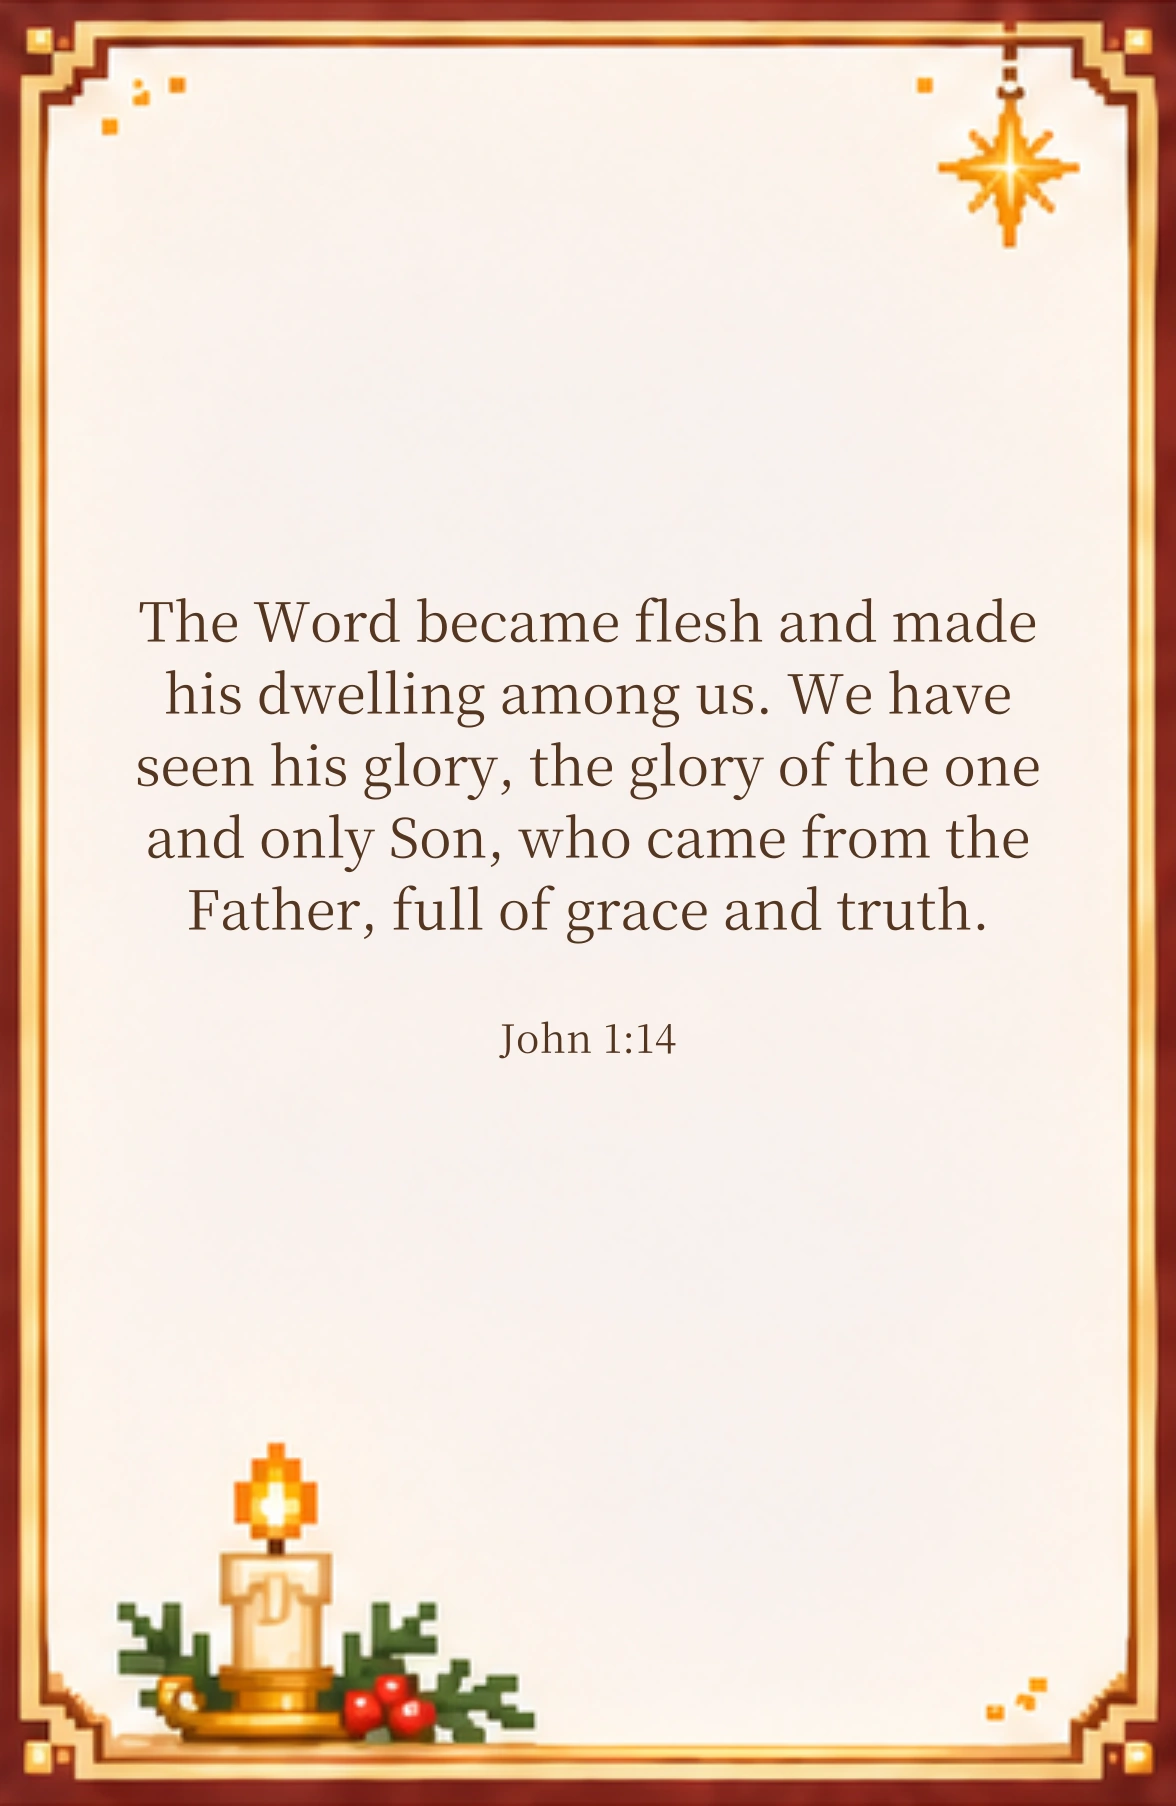 The Word became flesh and made
his dwelling among us. We have
seen his glory, the glory of the one
and only Son, who came from the
Father, full of grace and truth.
John 1:14